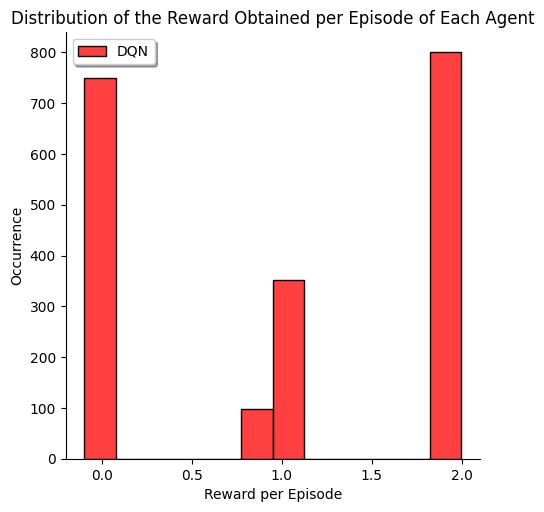 Distribution of the Reward Obtained per Episode of Each Agent
DQN
800
700
600
500
400
300
200
100
0
Occurrence
0.0 0.5 1.0 1.5 2.0
Reward per Episode